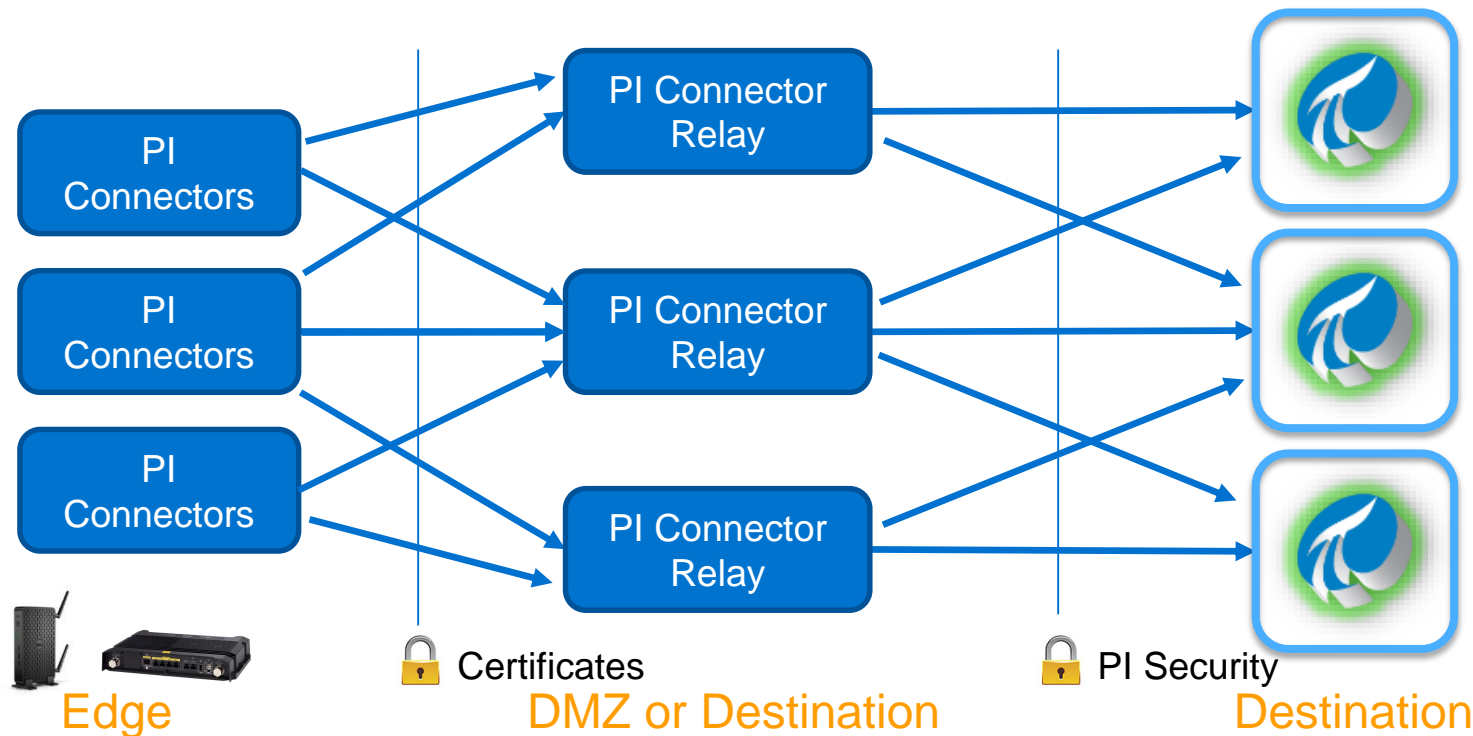 PI
Connectors
PI
Connectors
PI
Connectors
PI Connector
Relay
PI Connector
Relay
PI Connector
Relay
Certificates
PI Security
Edge
DMZ or Destination
Destination